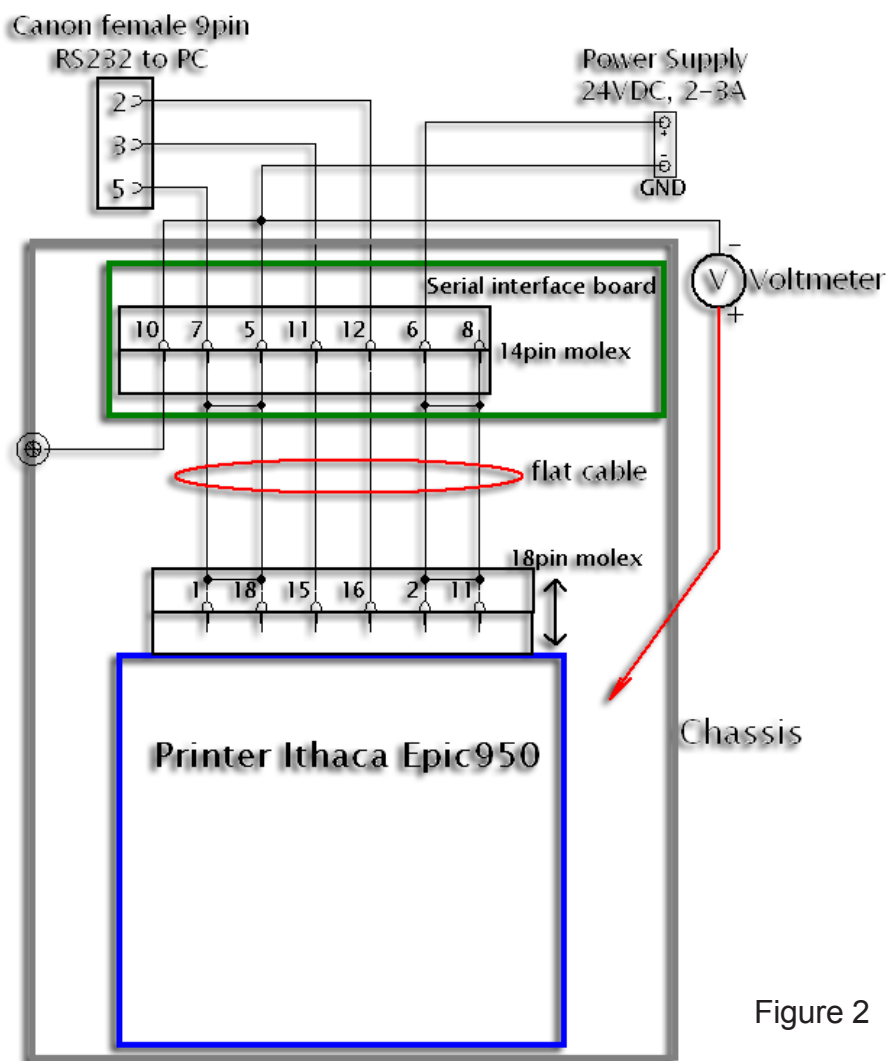 Canon female 9pin
RS232 to PC
2
3
5
Power Supply
24VDC, 2-3A
+
-
GND
-
V
Voltmeter
+
Serial interface board
10 7 5 11 12 6 8
14pin molex
flat cable
18pin molex
1 18 15 16 2 11
Chassis
Printer Ithaca Epic950
Figure 2